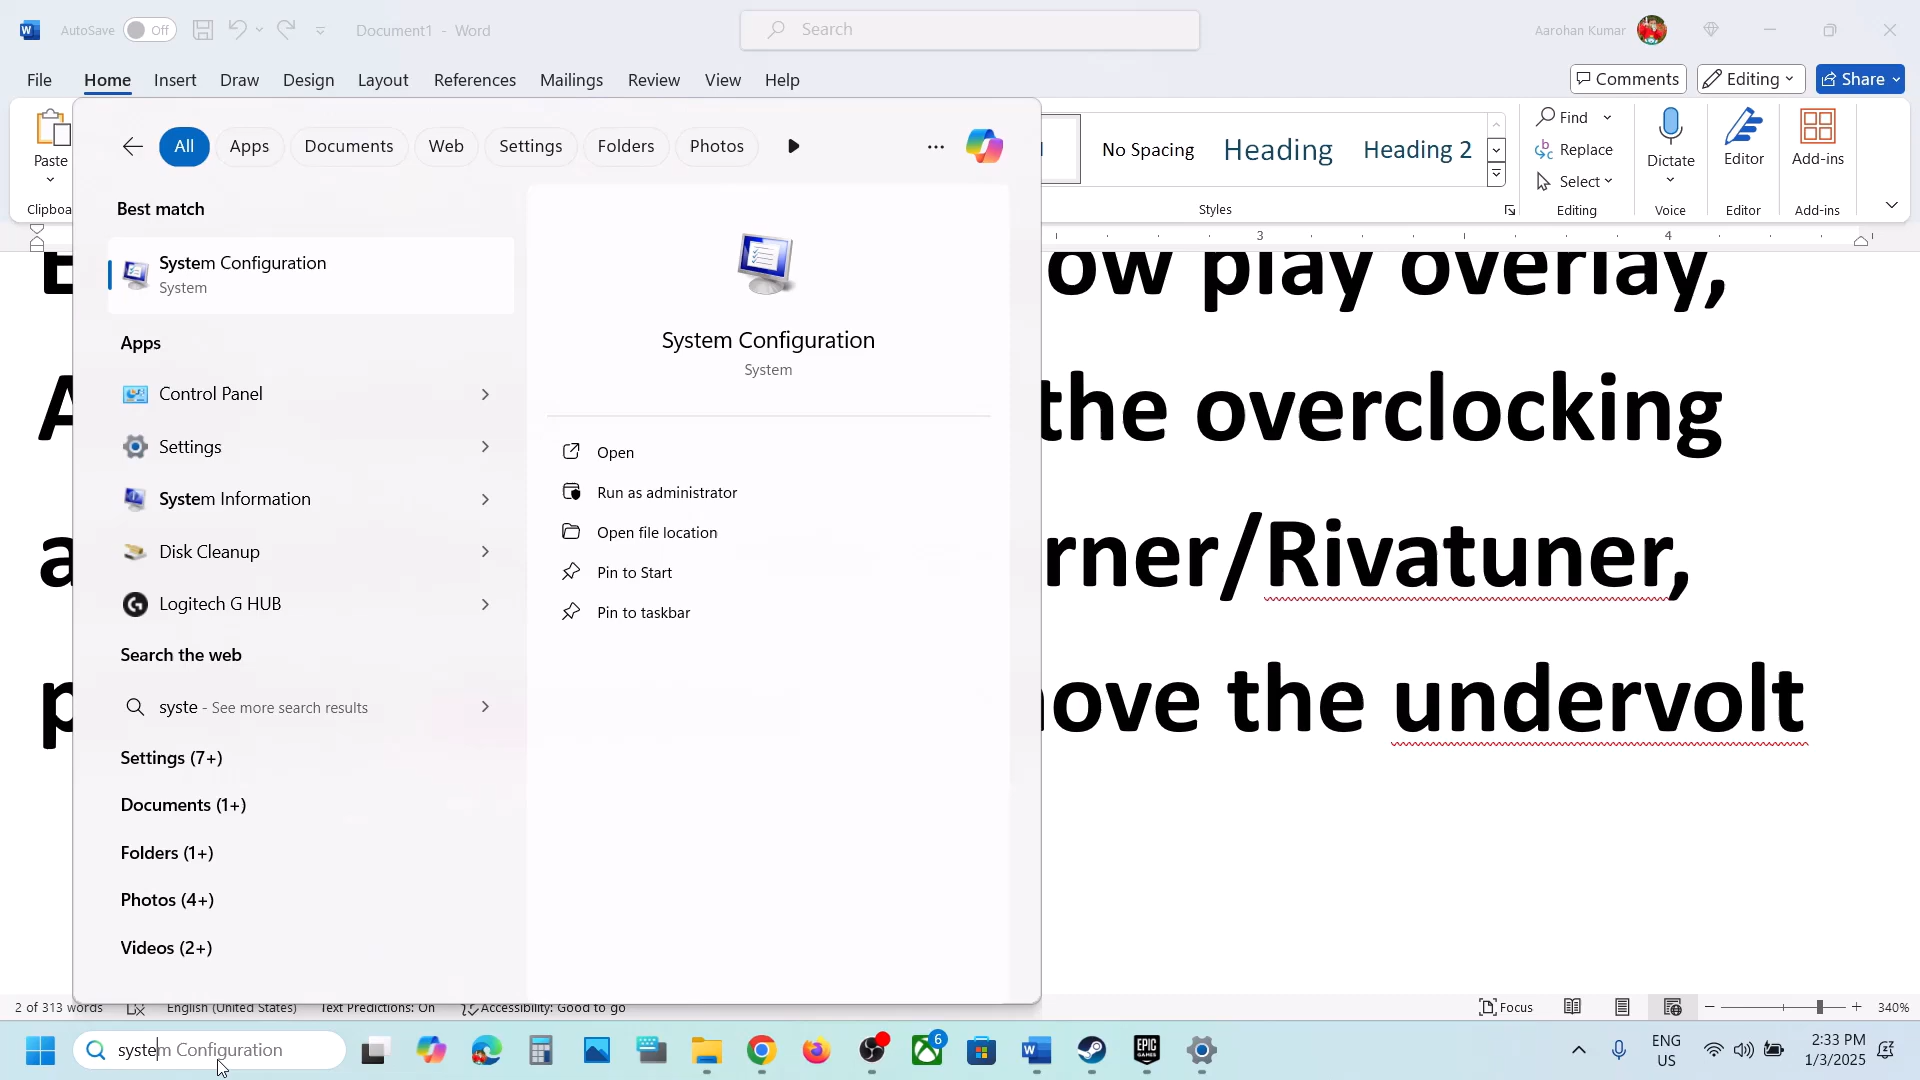 AutoSave Off Document1 - Word Search Aarohan Kumar
File Home Insert Draw Design Layout References Mailings Review View Help Comments Editing Share
Paste
Clipboa
No Spacing Heading Heading 2
Styles
Find
Replace
Select
Editing
Dictate
Voice
Editor
Editor
Add-ins
Add-ins
3 4
All Apps Documents Web Settings Folders Photos
Best match
System Configuration
System
Apps
Control Panel
Settings
System Information
Disk Cleanup
Logitech G HUB
Search the web
syste - See more search results
Settings (7+)
Documents (1+)
Folders (1+)
Photos (4+)
Videos (2+)
System Configuration
System
Open
Run as administrator
Open file location
Pin to Start
Pin to taskbar
ow play overlay,
the overclocking
rner/Rivatuner,
ove the undervolt
2 of 313 words English (United States) Text Predictions: On Accessibility: Good to go Focus 340%
system Configuration
6
EPIC
GAMES
ENG
US
2:33 PM
1/3/2025